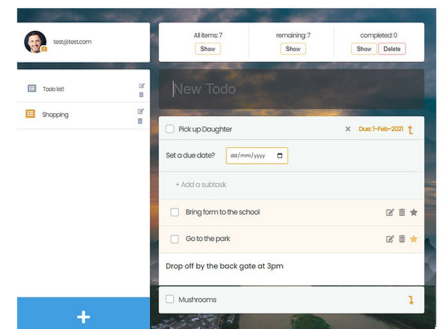 test@test.com
All items: 7
Show
remaining: 7
Show
completed: 0
Show
Delete
Todo list!
Shopping
New Todo
Pick up Daughter
Due: 1-Feb-2021
Set a due date?
dd/mm/yyyy
+ Add a subtask
Bring form to the school
Go to the park
Drop off by the back gate at 3pm
Mushrooms